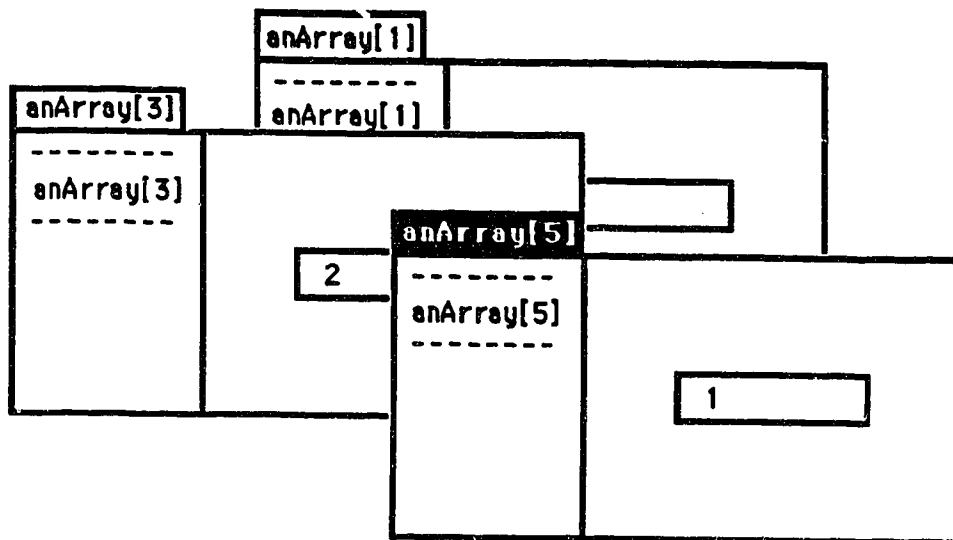 anArray[1]
--------
anArray[1]
anArray[3]
--------
anArray[3]
--------
2
anArray[5]
--------
anArray[5]
--------
1